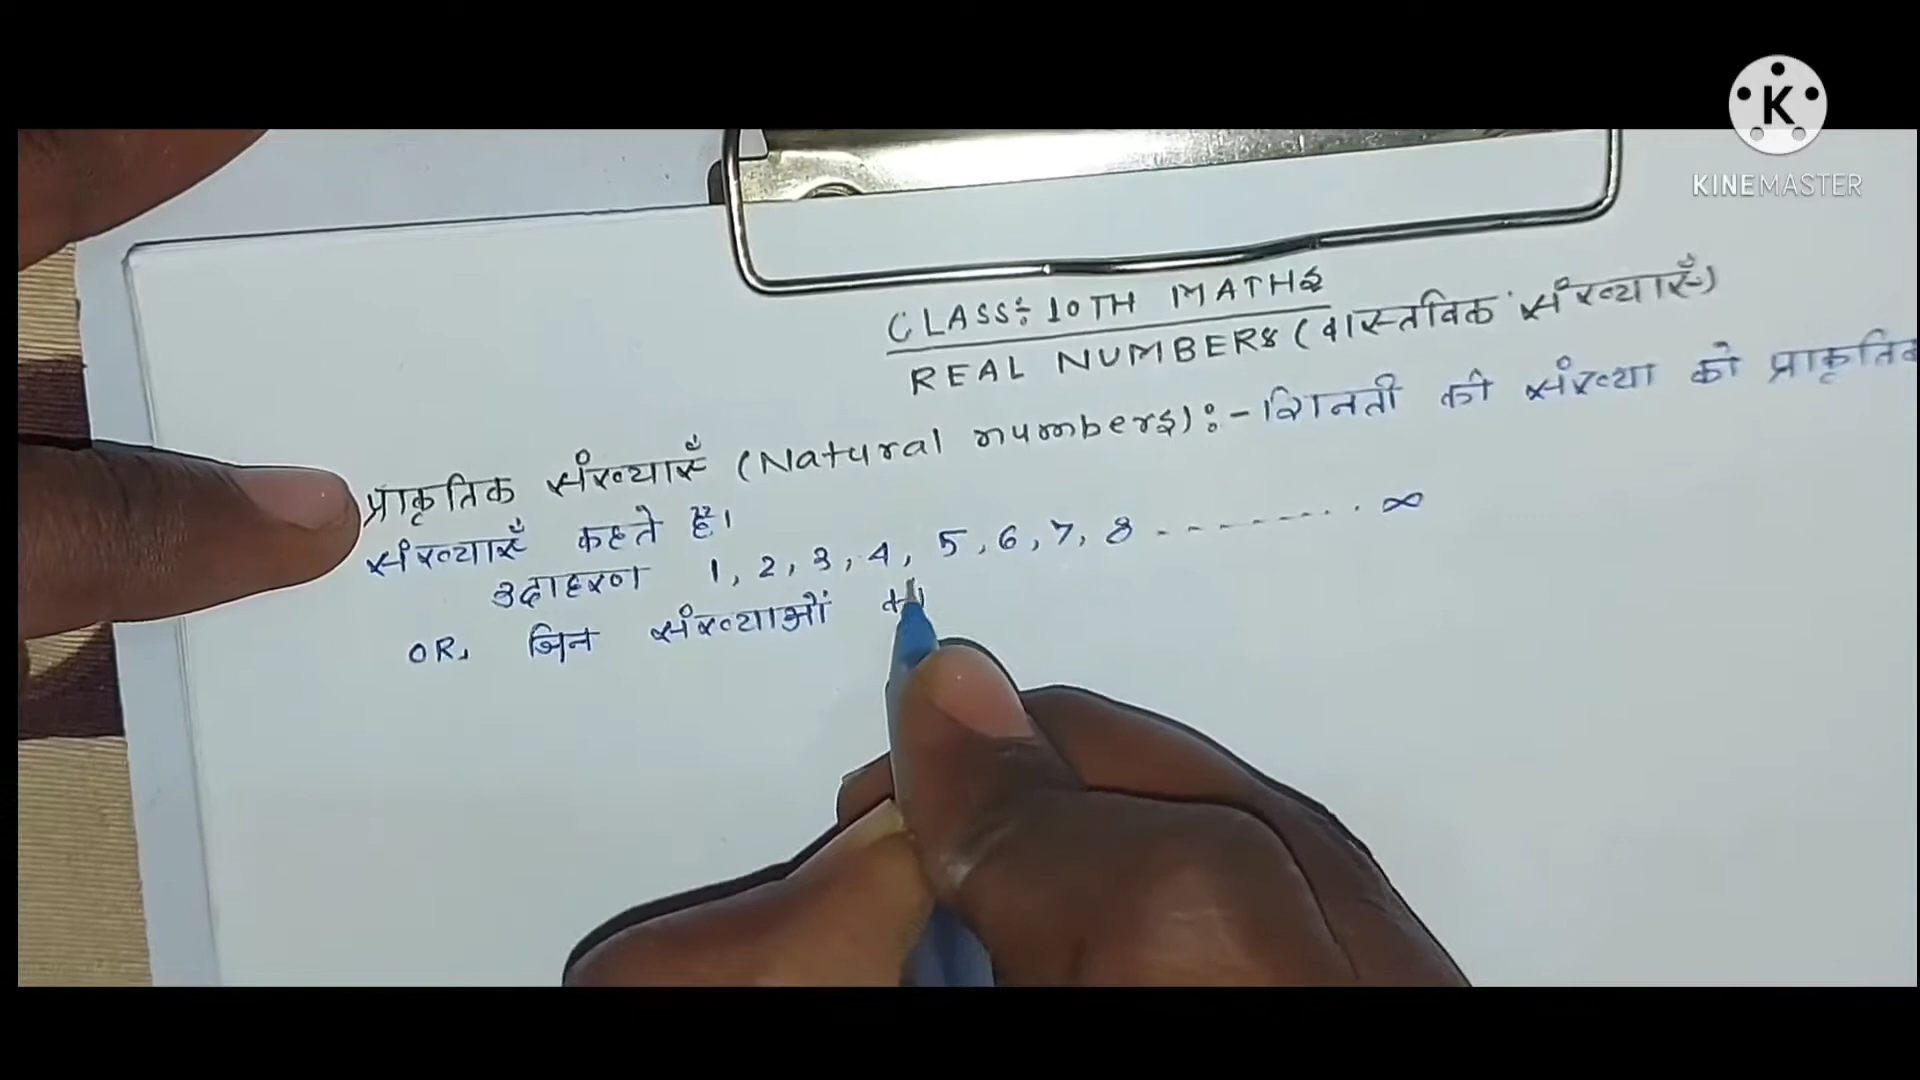 KINEMASTER
CLASS:- 10TH MATHS
REAL NUMBERS (वास्तविक संख्याएँ)
प्राकृतिक संख्याएँ (Natural numbers):- गिनती की संख्या को प्राकृतिक
संख्याएँ कहते हैं।
उदाहरण 1, 2, 3, 4, 5, 6, 7, 8 -------- ∞
OR, जिन संख्याओं